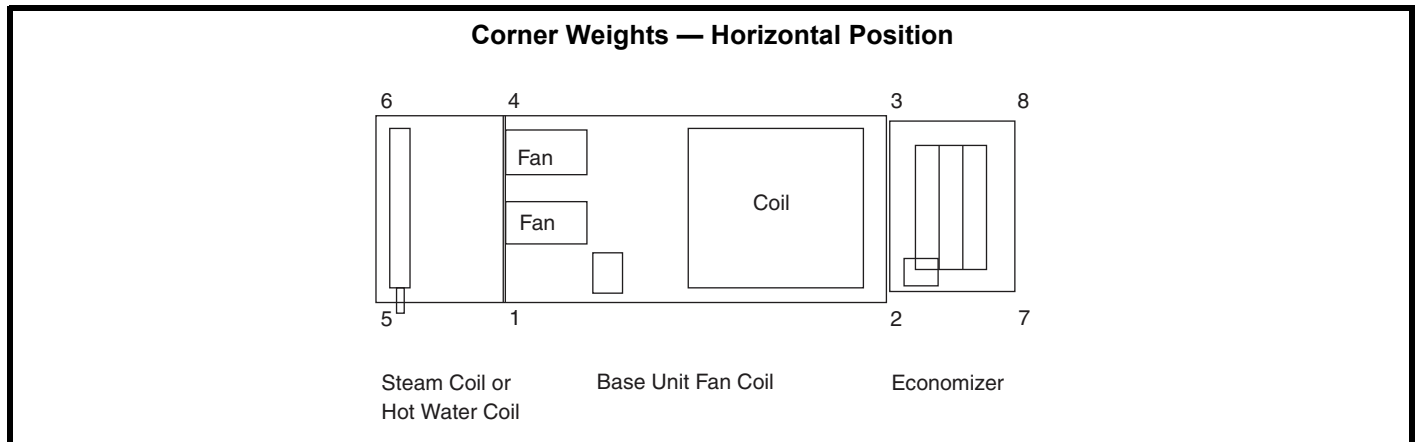 Corner Weights — Horizontal Position
6 4 3 8
Fan
Fan
Coil
5 1 2 7
Steam Coil or
Hot Water Coil
Base Unit Fan Coil
Economizer